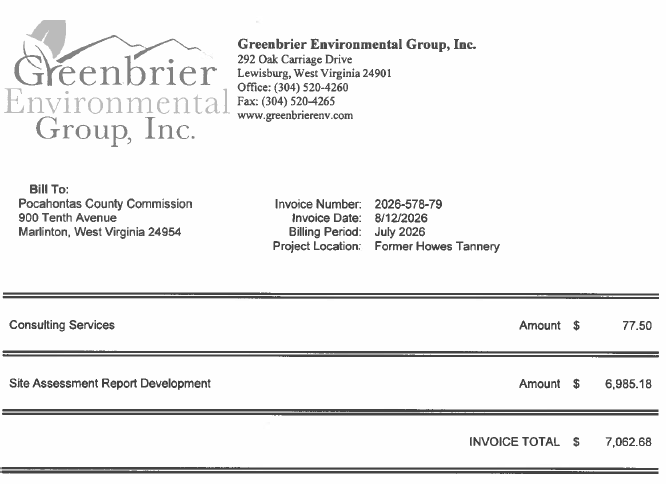 Greenbrier
Environmental
Group, Inc.
Greenbrier Environmental Group, Inc.
292 Oak Carriage Drive
Lewisburg, West Virginia 24901
Office: (304) 520-4260
Fax: (304) 520-4265
www.greenbrierenv.com
Bill To:
Pocahontas County Commission
900 Tenth Avenue
Marlinton, West Virginia 24954
Invoice Number: 2026-578-79
Invoice Date: 8/12/2026
Billing Period: July 2026
Project Location: Former Howes Tannery
Consulting Services Amount $ 77.50
Site Assessment Report Development Amount $ 6,985.18
INVOICE TOTAL $ 7,062.68